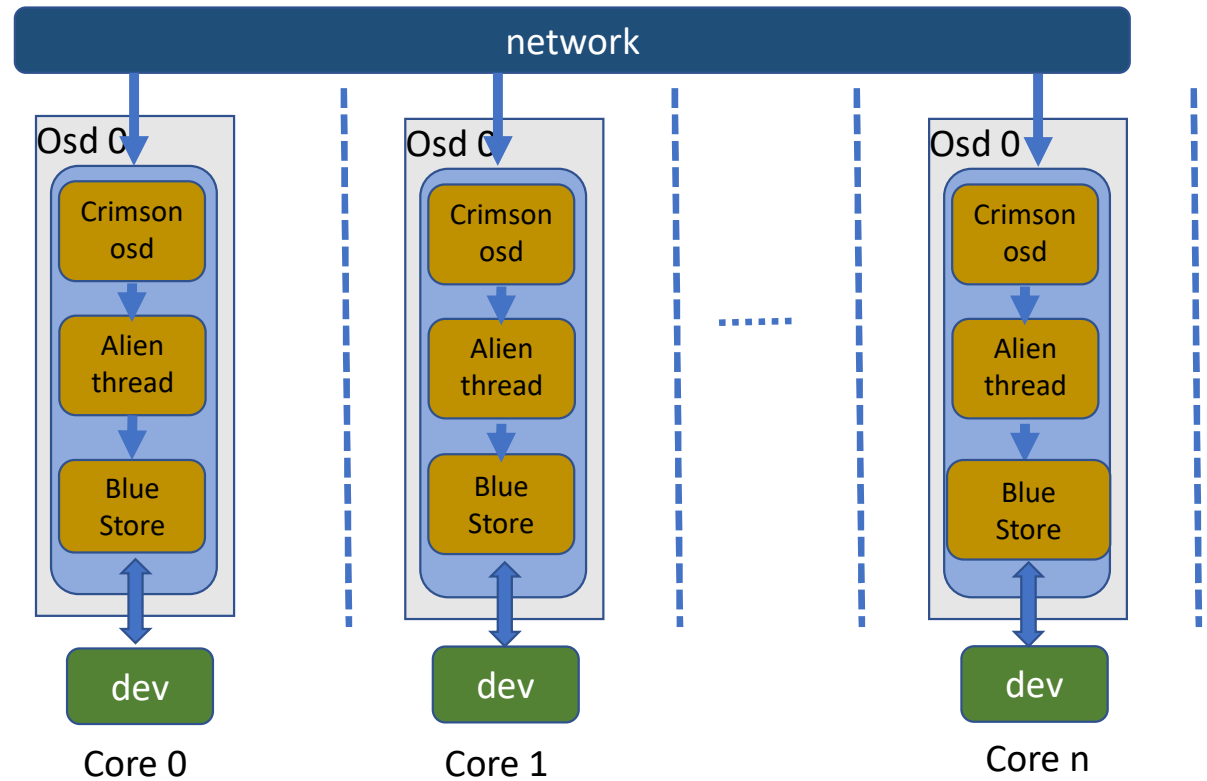 network
Osd 0
Crimson
osd
Alien
thread
Blue
Store
dev
Core 0
Osd 0
Crimson
osd
Alien
thread
Blue
Store
dev
Core 1
Osd 0
Crimson
osd
Alien
thread
Blue
Store
dev
Core n